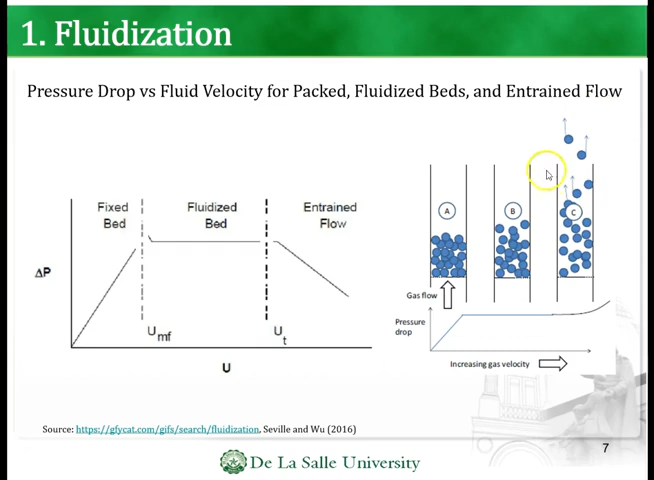 1. Fluidization
Pressure Drop vs Fluid Velocity for Packed, Fluidized Beds, and Entrained Flow
Fixed
Bed
Fluidized
Bed
Entrained
Flow
ΔP
Umf
Ut
U
A
B
C
Gas flow
Pressure
drop
Increasing gas velocity
Source: https://gfycat.com/gifs/search/fluidization, Seville and Wu (2016)
7
De La Salle University